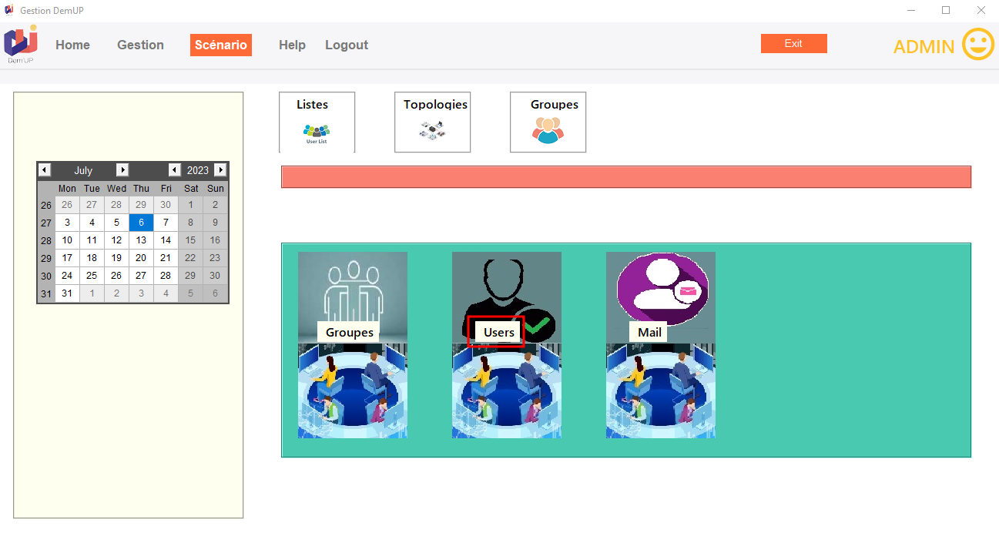 Gestion DemUP
Dem'UP
Home Gestion Scénario Help Logout
Exit
ADMIN
Listes
User List
Topologies
Groupes
July 2023
Mon Tue Wed Thu Fri Sat Sun
26 26 27 28 29 30 1 2
27 3 4 5 6 7 8 9
28 10 11 12 13 14 15 16
29 17 18 19 20 21 22 23
30 24 25 26 27 28 29 30
31 31 1 2 3 4 5 6
Groupes
Users
Mail